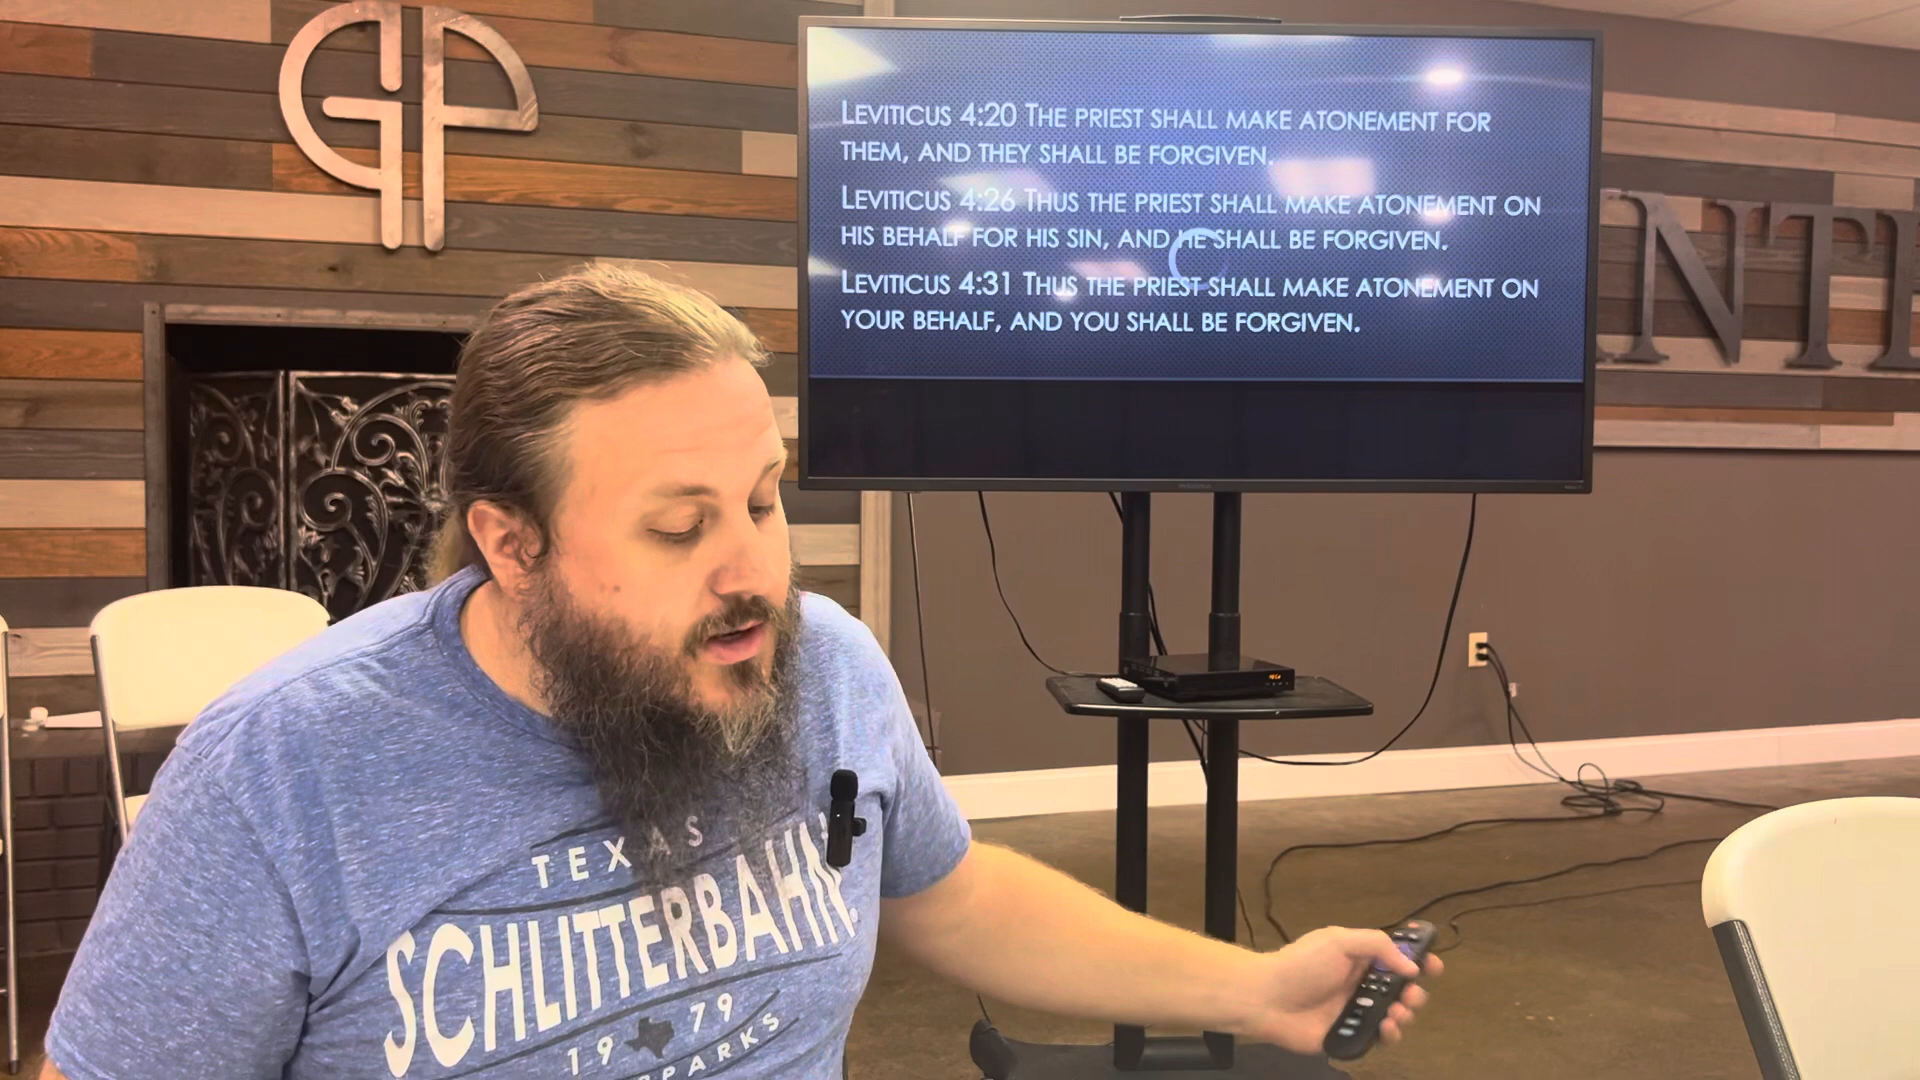 GP
LEVITICUS 4:20 THE PRIEST SHALL MAKE ATONEMENT FOR
THEM, AND THEY SHALL BE FORGIVEN.
LEVITICUS 4:26 THUS THE PRIEST SHALL MAKE ATONEMENT ON
HIS BEHALF FOR HIS SIN, AND HE SHALL BE FORGIVEN.
LEVITICUS 4:31 THUS THE PRIEST SHALL MAKE ATONEMENT ON
YOUR BEHALF, AND YOU SHALL BE FORGIVEN.
NTE
TEXAS
SCHLITTERBAHN
19 79
PARKS